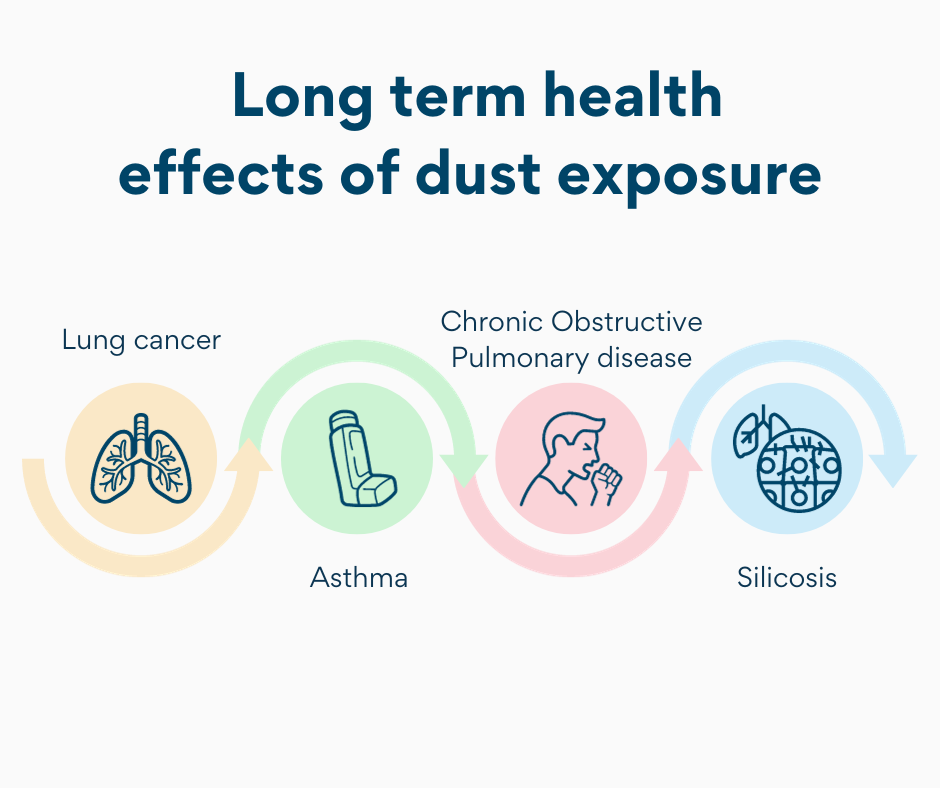 Long term health
effects of dust exposure
Lung cancer
Asthma
Chronic Obstructive
Pulmonary disease
Silicosis